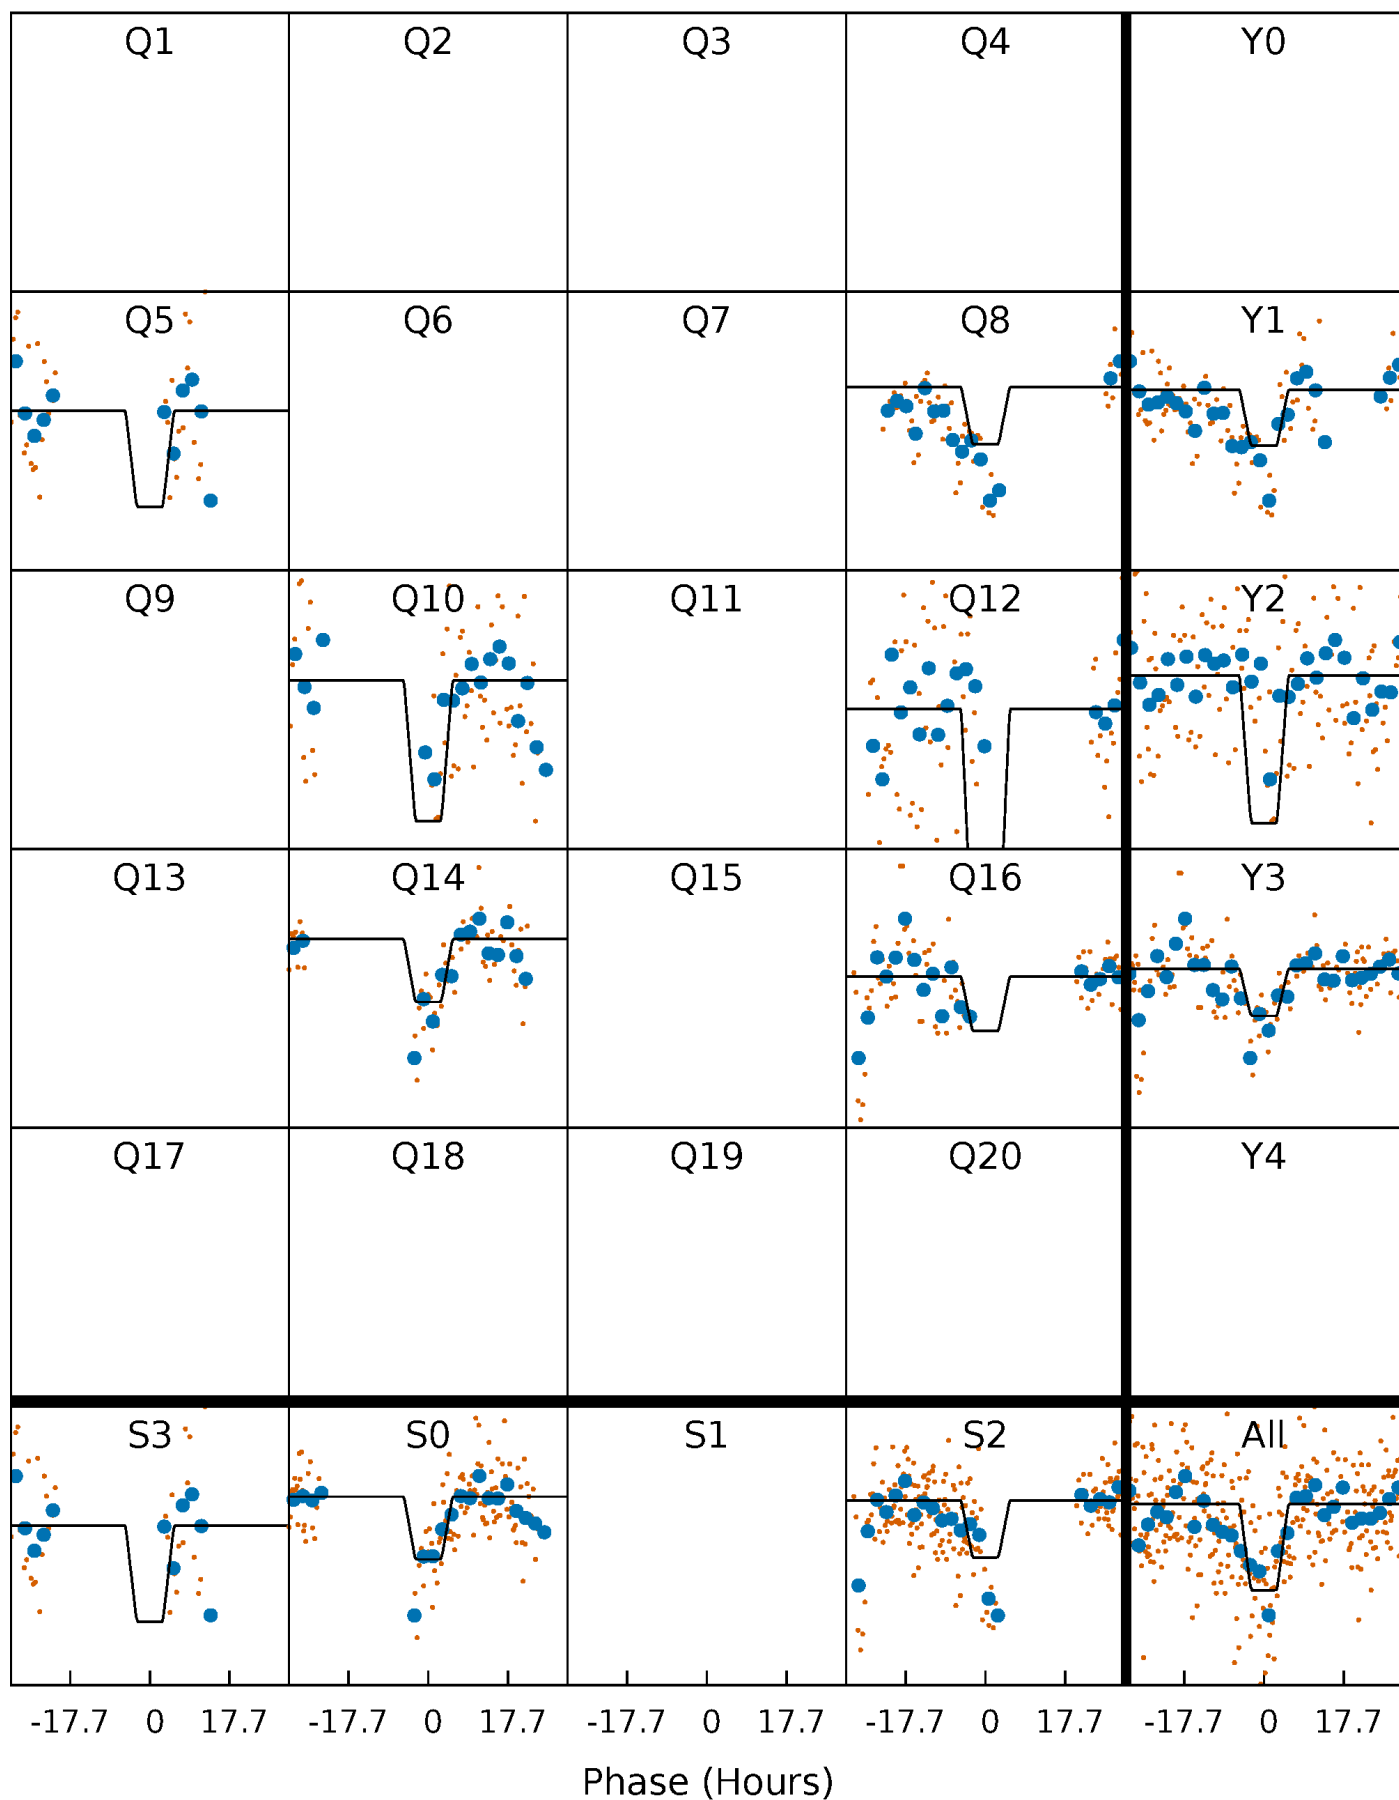 Q1 Q2 Q3 Q4 Y0
Q5 Q6 Q7 Q8 Y1
Q9 Q10 Q11 Q12 Y2
Q13 Q14 Q15 Q16 Y3
Q17 Q18 Q19 Q20 Y4
S3 S0 S1 S2 All
-17.7 0 17.7 -17.7 0 17.7 -17.7 0 17.7 -17.7 0 17.7 -17.7 0 17.7
Phase (Hours)